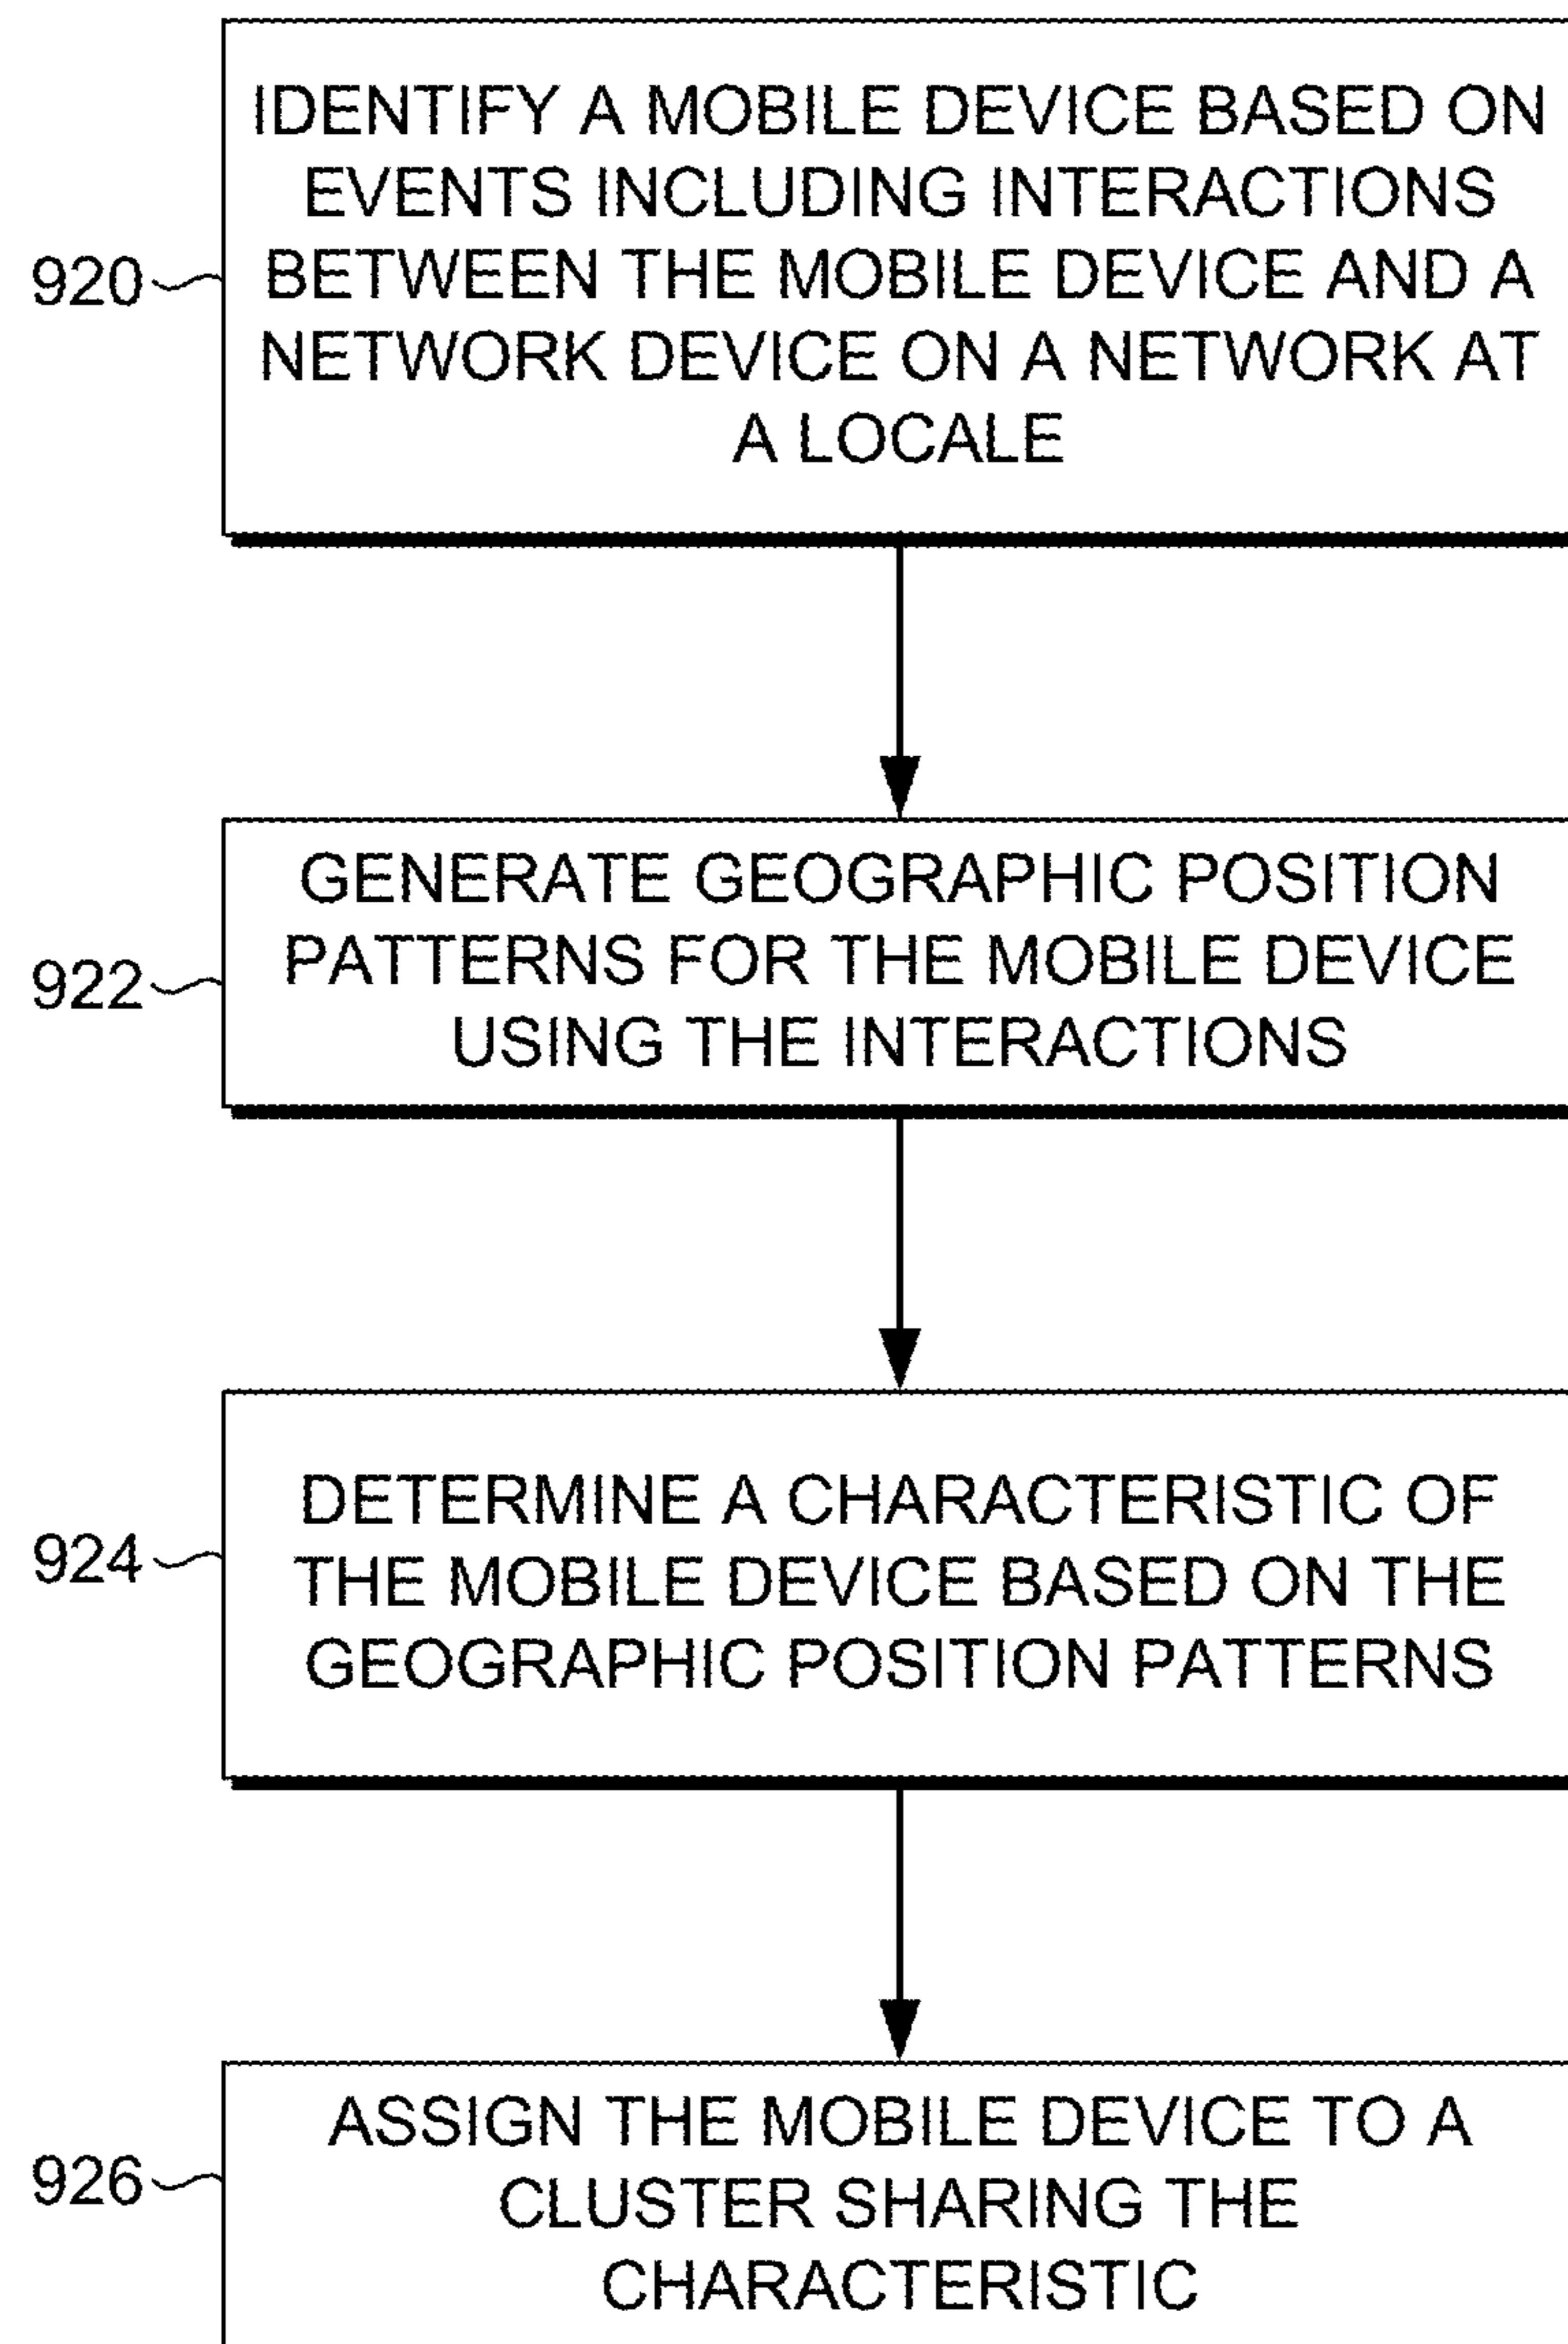 IDENTIFY A MOBILE DEVICE BASED ON
EVENTS INCLUDING INTERACTIONS
920
BETWEEN THE MOBILE DEVICE AND A
NETWORK DEVICE ON A NETWORK AT
A LOCALE
GENERATE GEOGRAPHIC POSITION
PATTERNS FOR THE MOBILE DEVICE
922
USING THE INTERACTIONS
DETERMINE A CHARACTERISTIC OF
924
THE MOBILE DEVICE BASED ON THE
GEOGRAPHIC POSITION PATTERNS
ASSIGN THE MOBILE DEVICE TO A
926
CLUSTER SHARING THE
CHARACTERISTIC